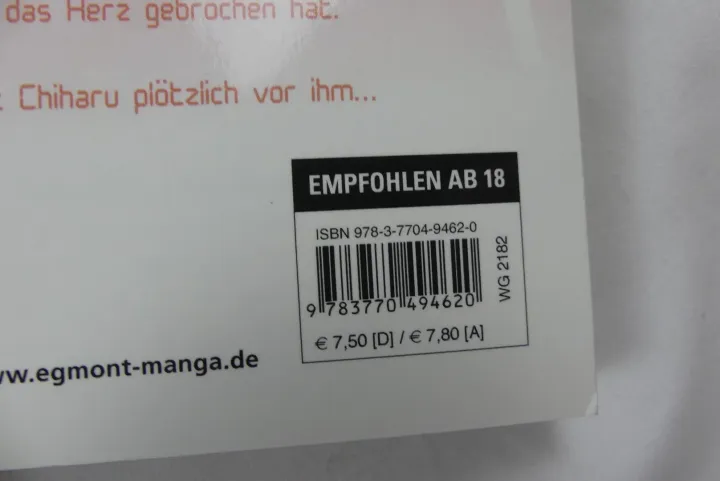 das Herz gebrochen hat.
Chiharu plötzlich vor ihm...
EMPFOHLEN AB 18
ISBN 978-3-7704-9462-0
9 783770 494620
WG 2182
€ 7,50 [D] / € 7,80 [A]
www.egmont-manga.de